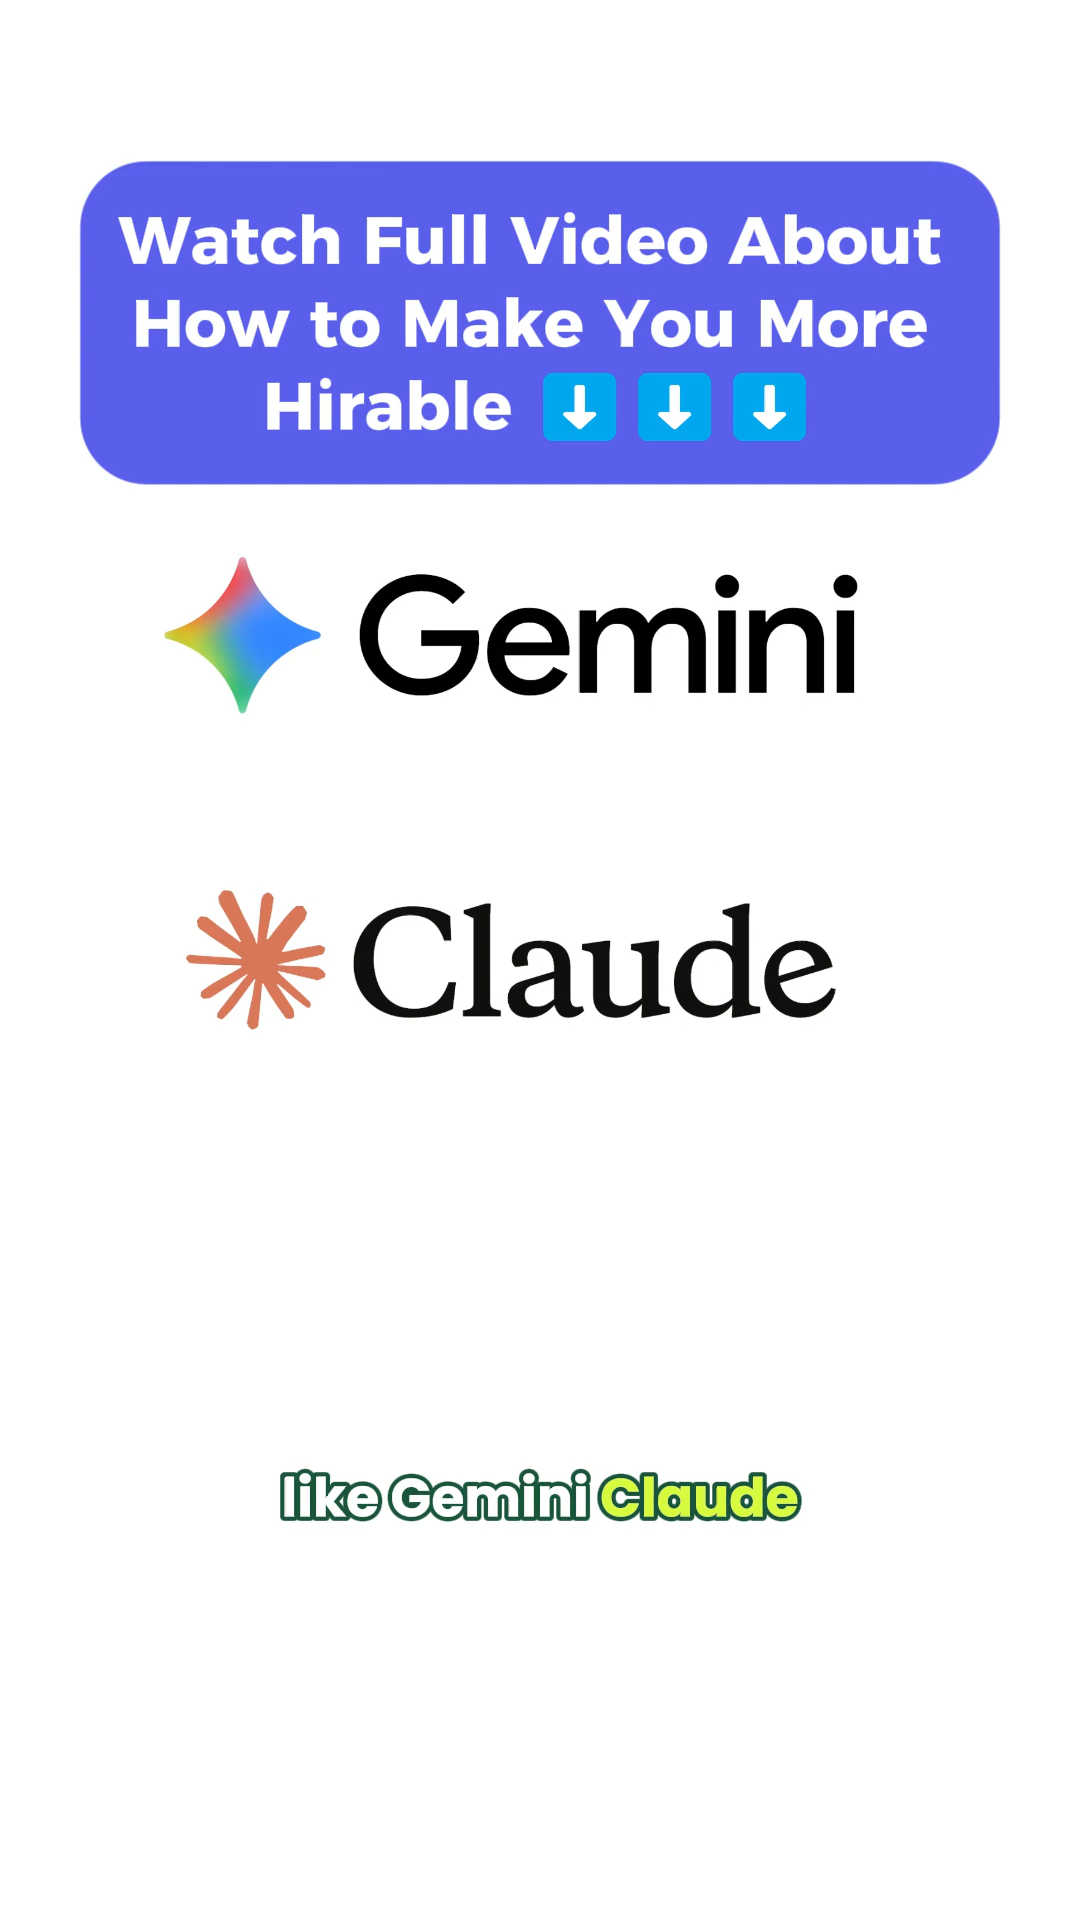 Watch Full Video About
How to Make You More
Hirable ⬇️ ⬇️ ⬇️
Gemini
Claude
like Gemini Claude